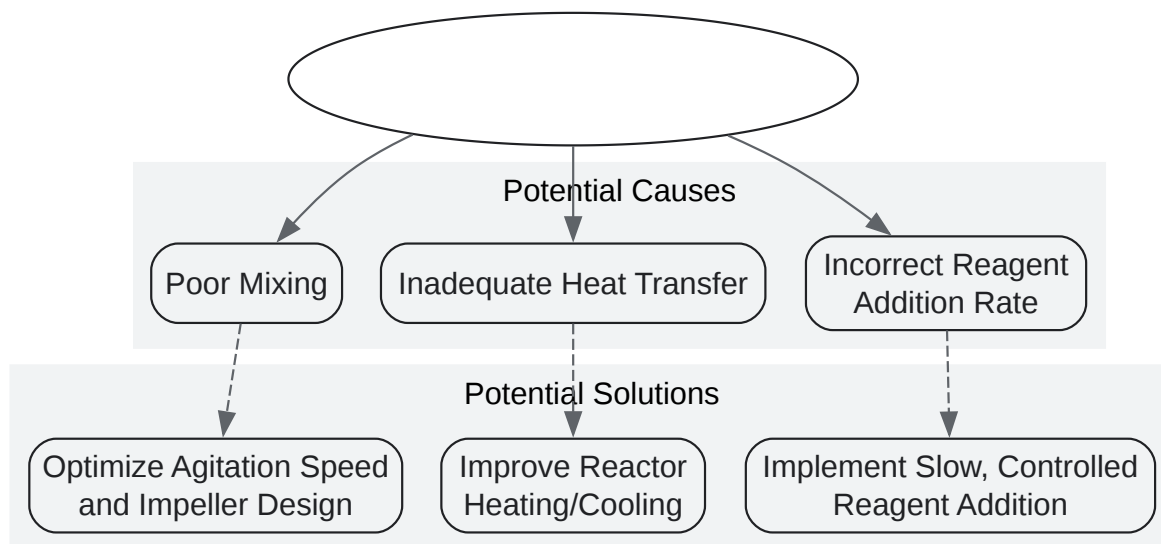 Potential Causes
Poor Mixing
Inadequate Heat Transfer
Incorrect Reagent
Addition Rate
Potential Solutions
Optimize Agitation Speed
and Impeller Design
Improve Reactor
Heating/Cooling
Implement Slow, Controlled
Reagent Addition